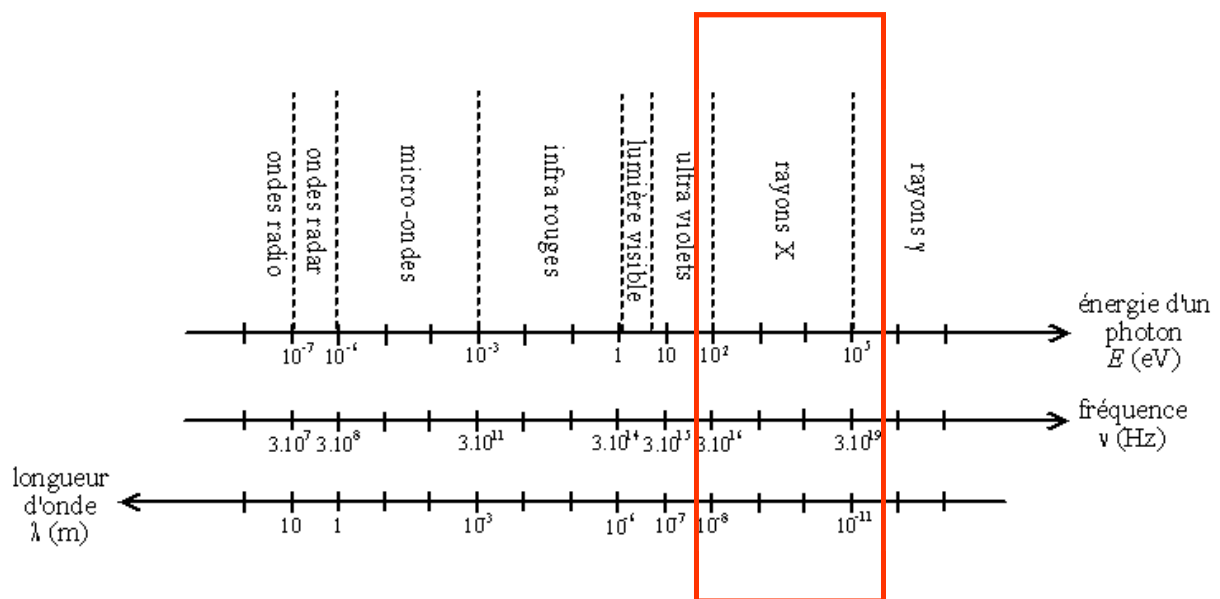 ondes radio
ondes radar
micro-ondes
infra rouges
lumière visible
ultra violets
rayons X
rayons γ
énergie d'un
photon
E (eV)
10⁻⁷ 10⁻⁶ 10⁻³ 1 10 10² 10⁵
fréquence
ν (Hz)
3.10⁷ 3.10⁸ 3.10¹¹ 3.10¹⁴ 3.10¹⁵ 3.10¹⁶ 3.10¹⁹
longueur
d'onde
λ (m)
10 1 10⁻³ 10⁻⁶ 10⁻⁷ 10⁻⁸ 10⁻¹¹